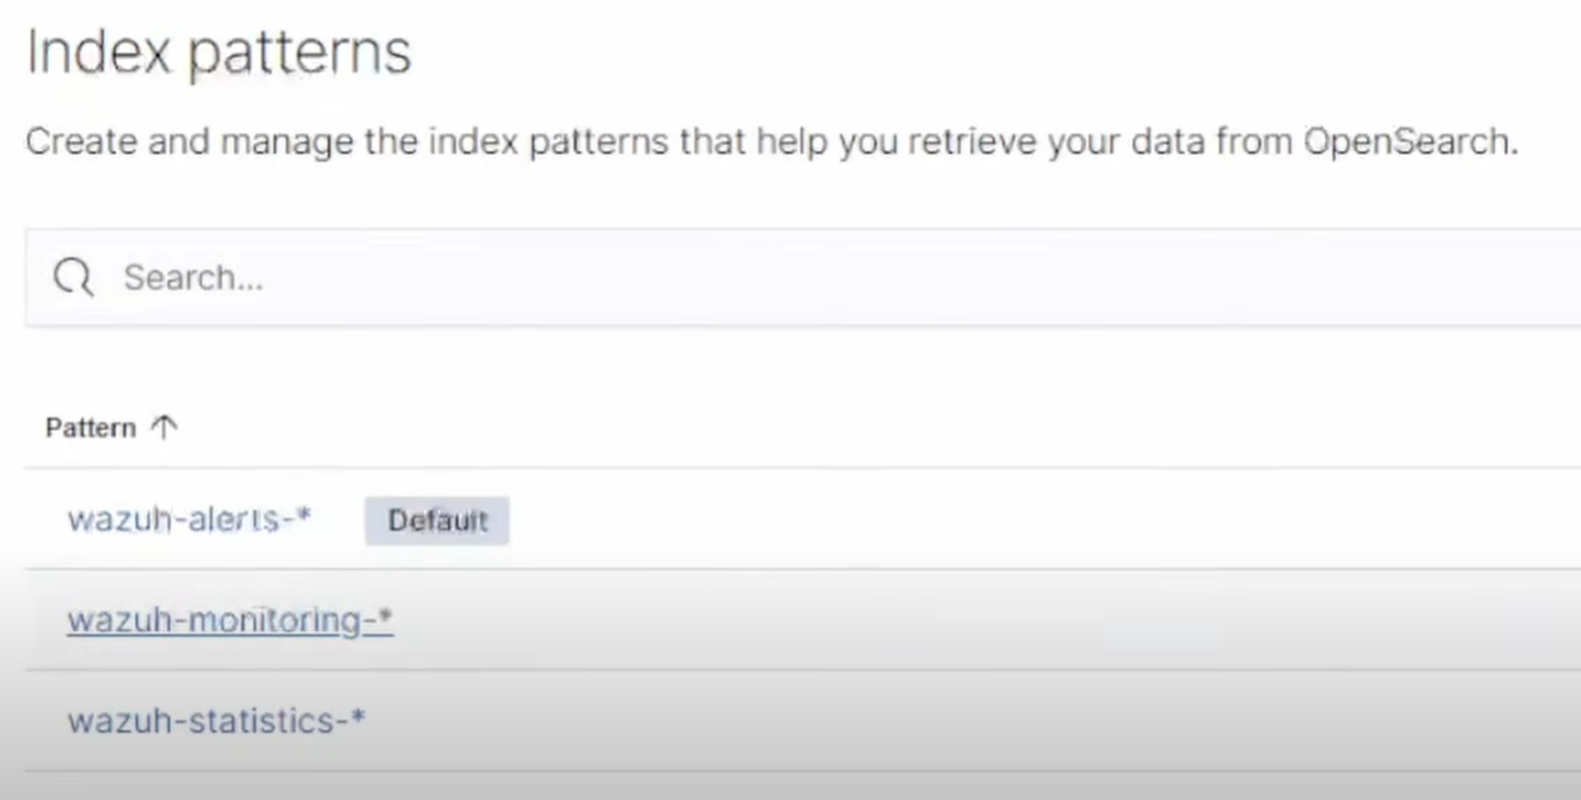 Index patterns
Create and manage the index patterns that help you retrieve your data from OpenSearch.
Search...
Pattern
wazuh-alerts-* Default
wazuh-monitoring-*
wazuh-statistics-*